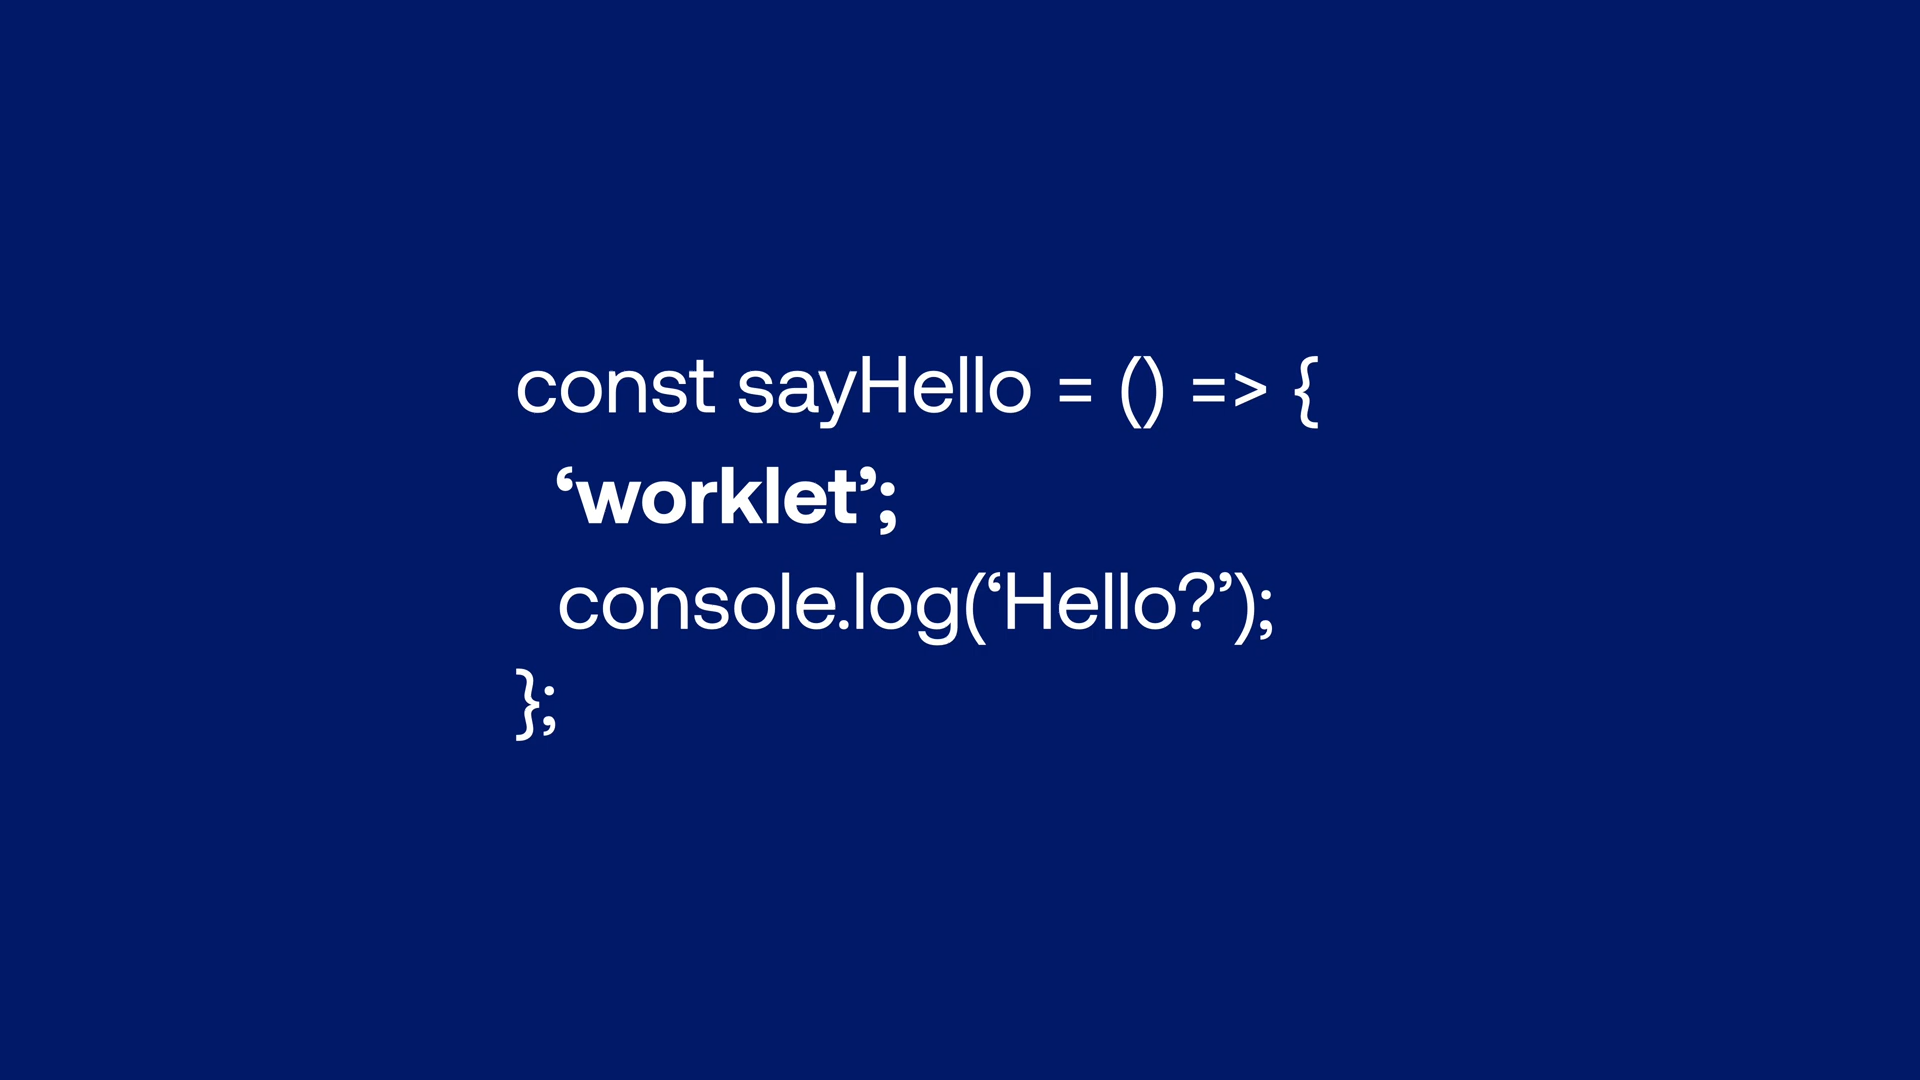 const sayHello = () => {
‘worklet’;
console.log(‘Hello?’);
};